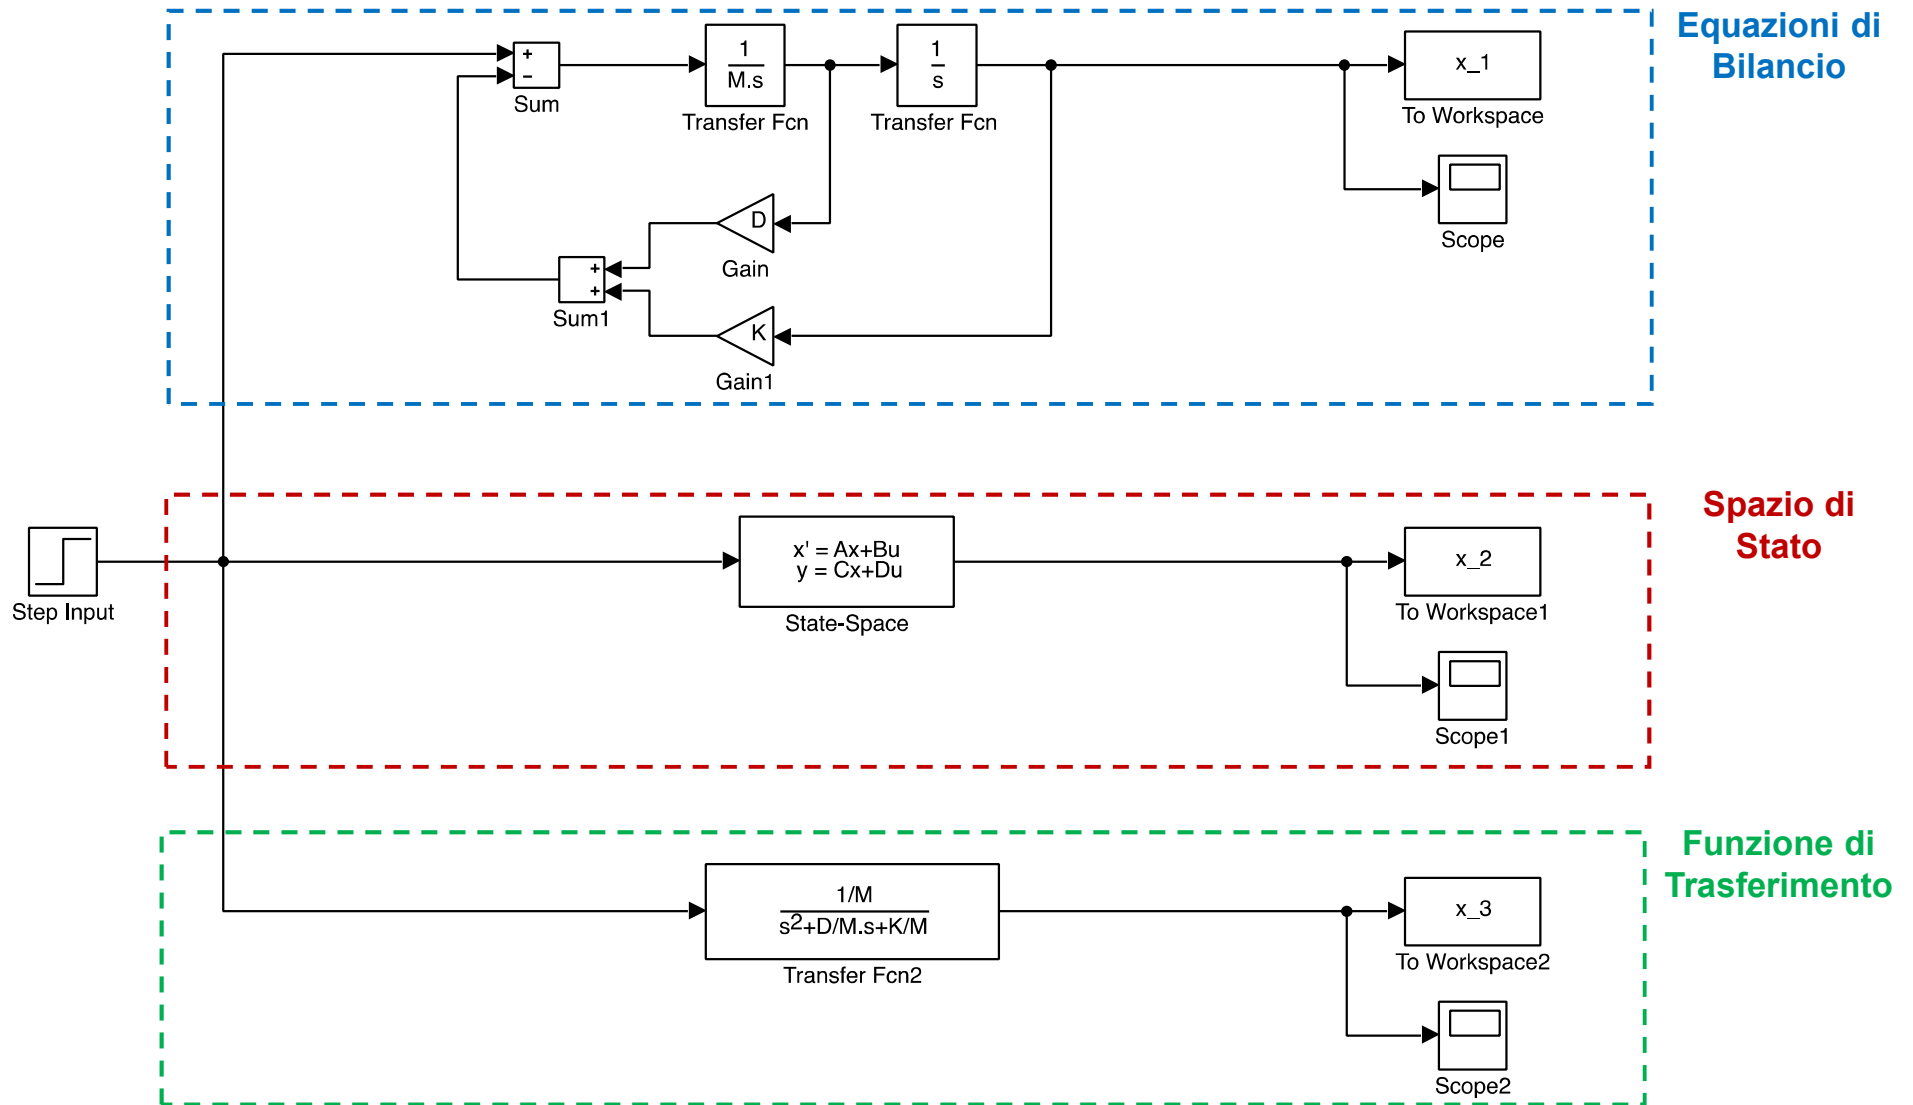 Equazioni di
Bilancio
+
−
Sum
1
M.s
Transfer Fcn
1
s
Transfer Fcn
x_1
To Workspace
Scope
D
Gain
+
+
Sum1
K
Gain1
Spazio di
Stato
Step Input
x' = Ax+Bu
y = Cx+Du
State-Space
x_2
To Workspace1
Scope1
Funzione di
Trasferimento
1/M
s2+D/M.s+K/M
Transfer Fcn2
x_3
To Workspace2
Scope2